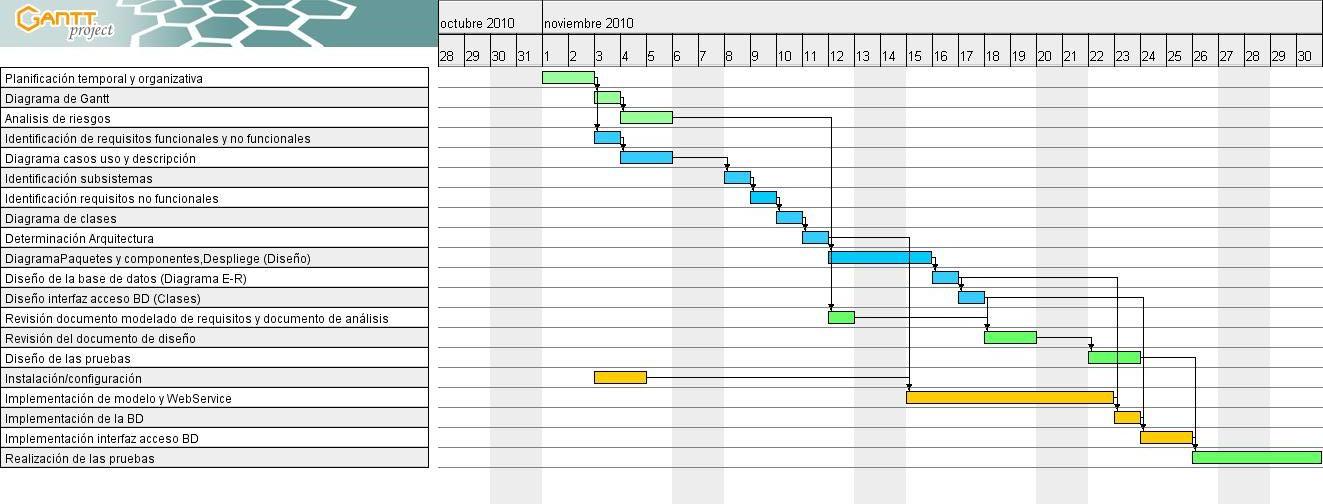 GANTT
project
octubre 2010 noviembre 2010
28 29 30 31 1 2 3 4 5 6 7 8 9 10 11 12 13 14 15 16 17 18 19 20 21 22 23 24 25 26 27 28 29 30
Planificación temporal y organizativa
Diagrama de Gantt
Analisis de riesgos
Identificación de requisitos funcionales y no funcionales
Diagrama casos uso y descripción
Identificación subsistemas
Identificación requisitos no funcionales
Diagrama de clases
Determinación Arquitectura
DiagramaPaquetes y componentes,Despliege (Diseño)
Diseño de la base de datos (Diagrama E-R)
Diseño interfaz acceso BD (Clases)
Revisión documento modelado de requisitos y documento de análisis
Revisión del documento de diseño
Diseño de las pruebas
Instalación/configuración
Implementación de modelo y WebService
Implementación de la BD
Implementación interfaz acceso BD
Realización de las pruebas